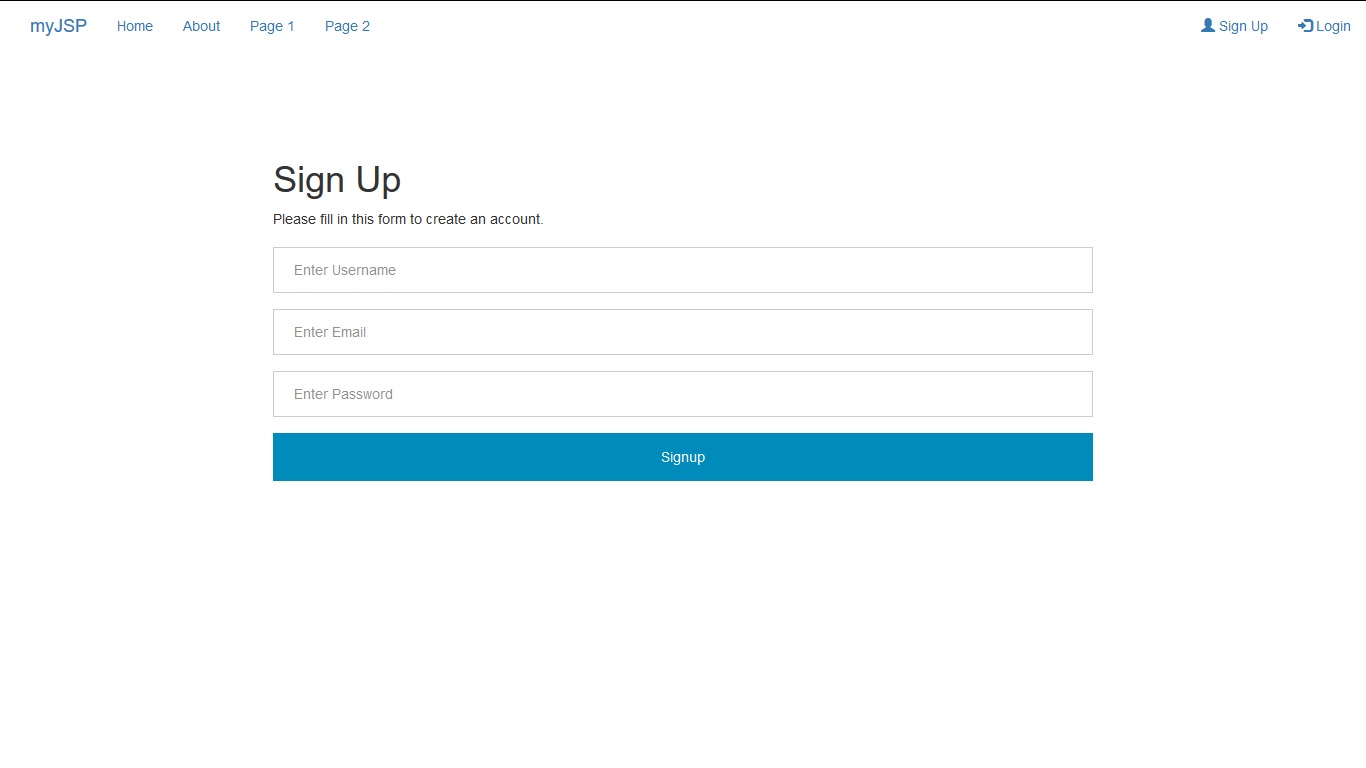 myJSP Home About Page 1 Page 2 Sign Up Login
Sign Up
Please fill in this form to create an account.
Enter Username
Enter Email
Enter Password
Signup